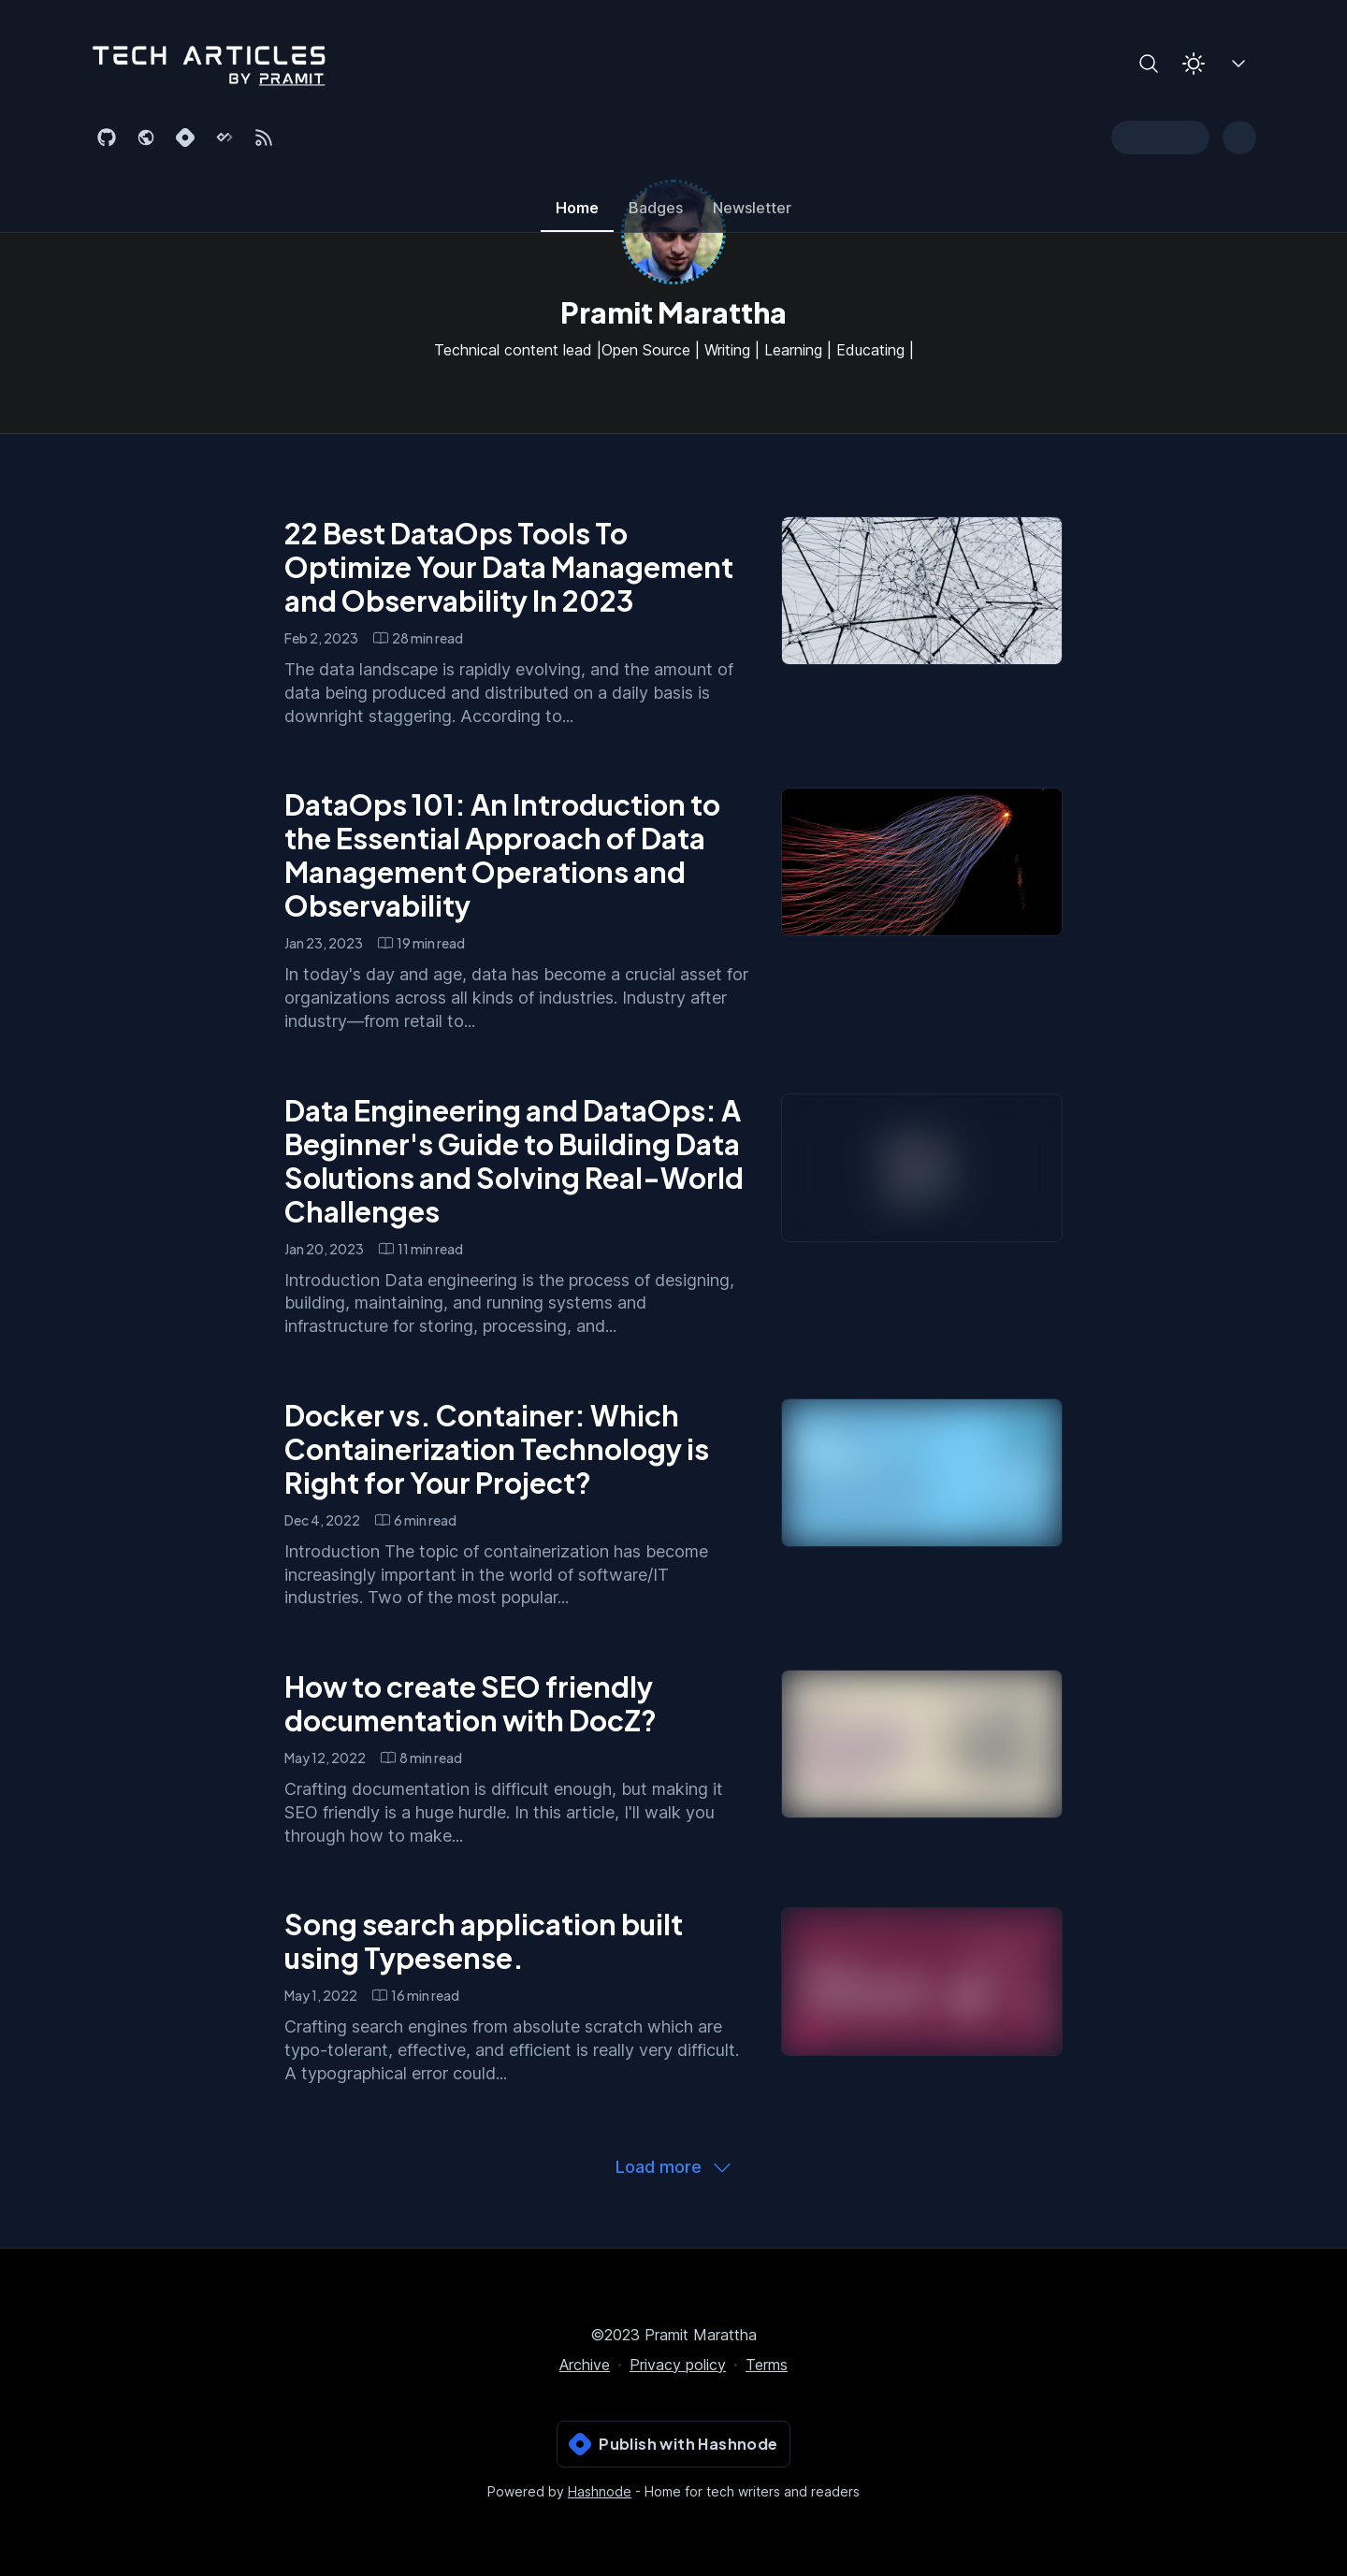 TECH ARTICLES
BY PRAMIT
Home Badges Newsletter
Pramit Marattha
Technical content lead |Open Source | Writing | Learning | Educating |
22 Best DataOps Tools To
Optimize Your Data Management
and Observability In 2023
Feb 2, 2023 28 min read
The data landscape is rapidly evolving, and the amount of
data being produced and distributed on a daily basis is
downright staggering. According to...
DataOps 101: An Introduction to
the Essential Approach of Data
Management Operations and
Observability
Jan 23, 2023 19 min read
In today's day and age, data has become a crucial asset for
organizations across all kinds of industries. Industry after
industry—from retail to...
Data Engineering and DataOps: A
Beginner's Guide to Building Data
Solutions and Solving Real-World
Challenges
Jan 20, 2023 11 min read
Introduction Data engineering is the process of designing,
building, maintaining, and running systems and
infrastructure for storing, processing, and...
Docker vs. Container: Which
Containerization Technology is
Right for Your Project?
Dec 4, 2022 6 min read
Introduction The topic of containerization has become
increasingly important in the world of software/IT
industries. Two of the most popular...
How to create SEO friendly
documentation with DocZ?
May 12, 2022 8 min read
Crafting documentation is difficult enough, but making it
SEO friendly is a huge hurdle. In this article, I'll walk you
through how to make...
Song search application built
using Typesense.
May 1, 2022 16 min read
Crafting search engines from absolute scratch which are
typo-tolerant, effective, and efficient is really very difficult.
A typographical error could...
Load more
©2023 Pramit Marattha
Archive · Privacy policy · Terms
Publish with Hashnode
Powered by Hashnode - Home for tech writers and readers